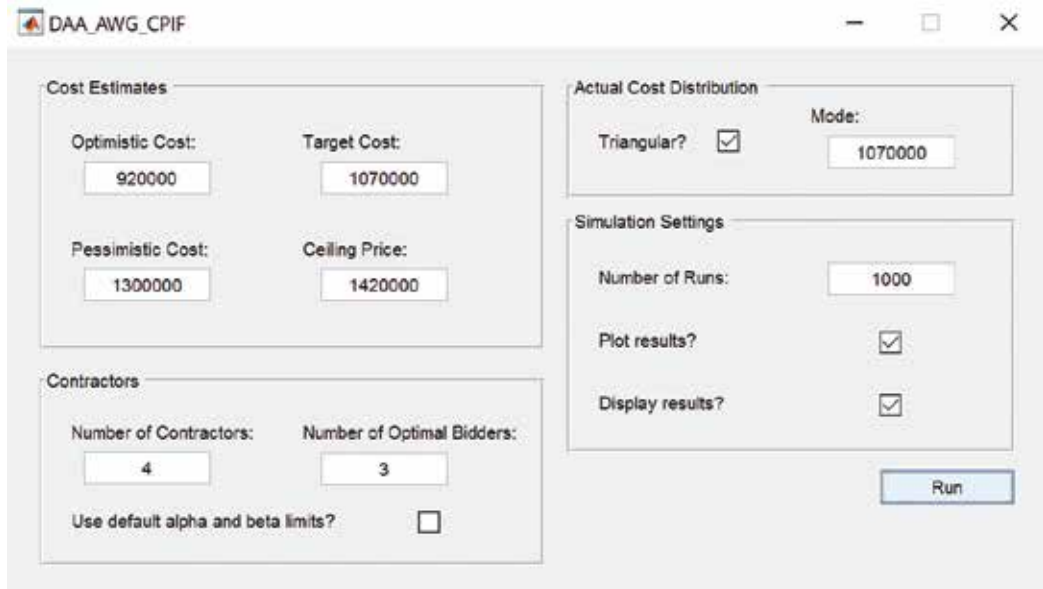 DAA_AWG_CPIF
Cost Estimates
Optimistic Cost:
Target Cost:
920000
1070000
Pessimistic Cost:
Ceiling Price:
1300000
1420000
Contractors
Number of Contractors:
Number of Optimal Bidders:
4
3
Use default alpha and beta limits?
Actual Cost Distribution
Triangular?
Mode:
1070000
Simulation Settings
Number of Runs:
1000
Plot results?
Display results?
Run